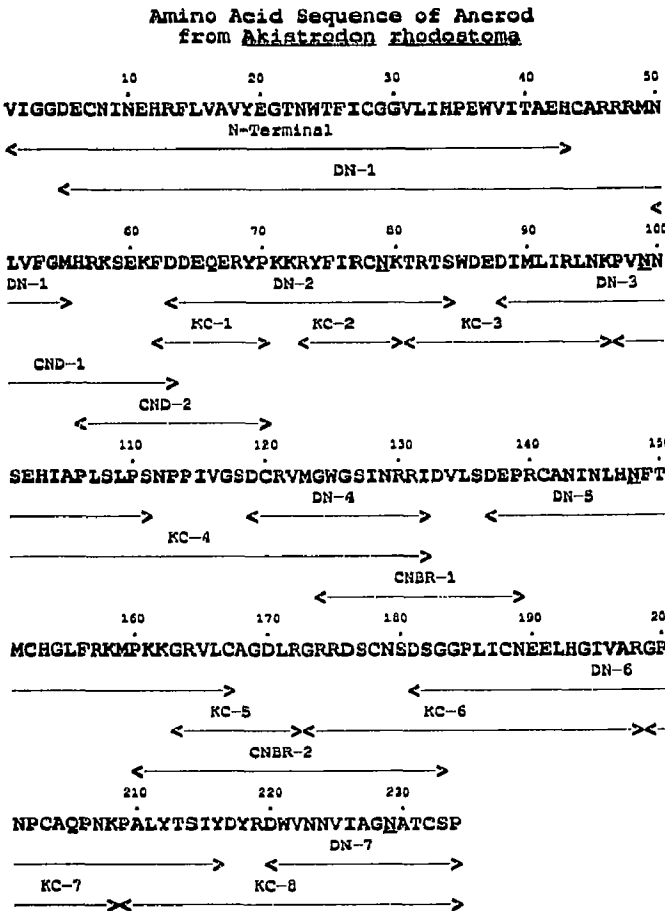 Amino Acid Sequence of Ancrod
from Akistrodon rhodostoma
10 20 30 40 50
VIGGDECNINEHRFLVAVYEGTNWTFICGGVLIHPEWVITAEHCARRRMN
N-Terminal
DN-1
60 70 80 90 100
LVFGMHRKSEKFDDEQERYPKKRYFIRCNKTRTSWDEDIMLIRLNKPVNN
DN-1 DN-2 DN-3
KC-1 KC-2 KC-3
CND-1
CND-2
110 120 130 140 150
SEHIAPLSLPSNPPIVGSDCRVMGWGSINRRIDVLSDEPRCANINLHNFT
DN-4 DN-5
KC-4
CNBR-1
160 170 180 190 20
MCHGLFRKMPKKGRVLCAGDLRGRRDSCNSDSGGPLICNEELHGIVARGP
DN-6
KC-5 KC-6
CNBR-2
210 220 230
NPCAQPNKPALYTSIYDYRDWVNNVIAGNATCSP
DN-7
KC-7 KC-8